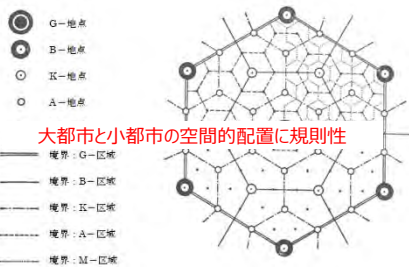 G－地点
B－地点
K－地点
A－地点
大都市と小都市の空間的配置に規則性
境界：G－区域
境界：B－区域
境界：K－区域
境界：A－区域
境界：M－区域